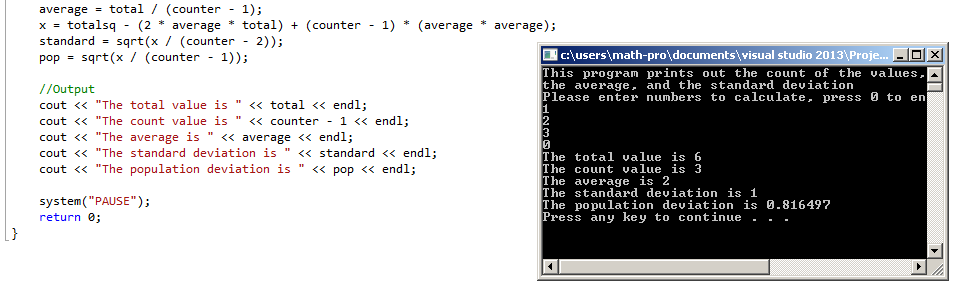 average = total / (counter - 1);
x = totalsq - (2 * average * total) + (counter - 1) * (average * average);
standard = sqrt(x / (counter - 2));
pop = sqrt(x / (counter - 1));
//Output
cout << "The total value is " << total << endl;
cout << "The count value is " << counter - 1 << endl;
cout << "The average is " << average << endl;
cout << "The standard deviation is " << standard << endl;
cout << "The population deviation is " << pop << endl;
system("PAUSE");
return 0;
}
c:\users\math-pro\documents\visual studio 2013\Proje...
This program prints out the count of the values,
the average, and the standard deviation
Please enter numbers to calculate, press 0 to en
1
2
3
0
The total value is 6
The count value is 3
The average is 2
The standard deviation is 1
The population deviation is 0.816497
Press any key to continue . . .